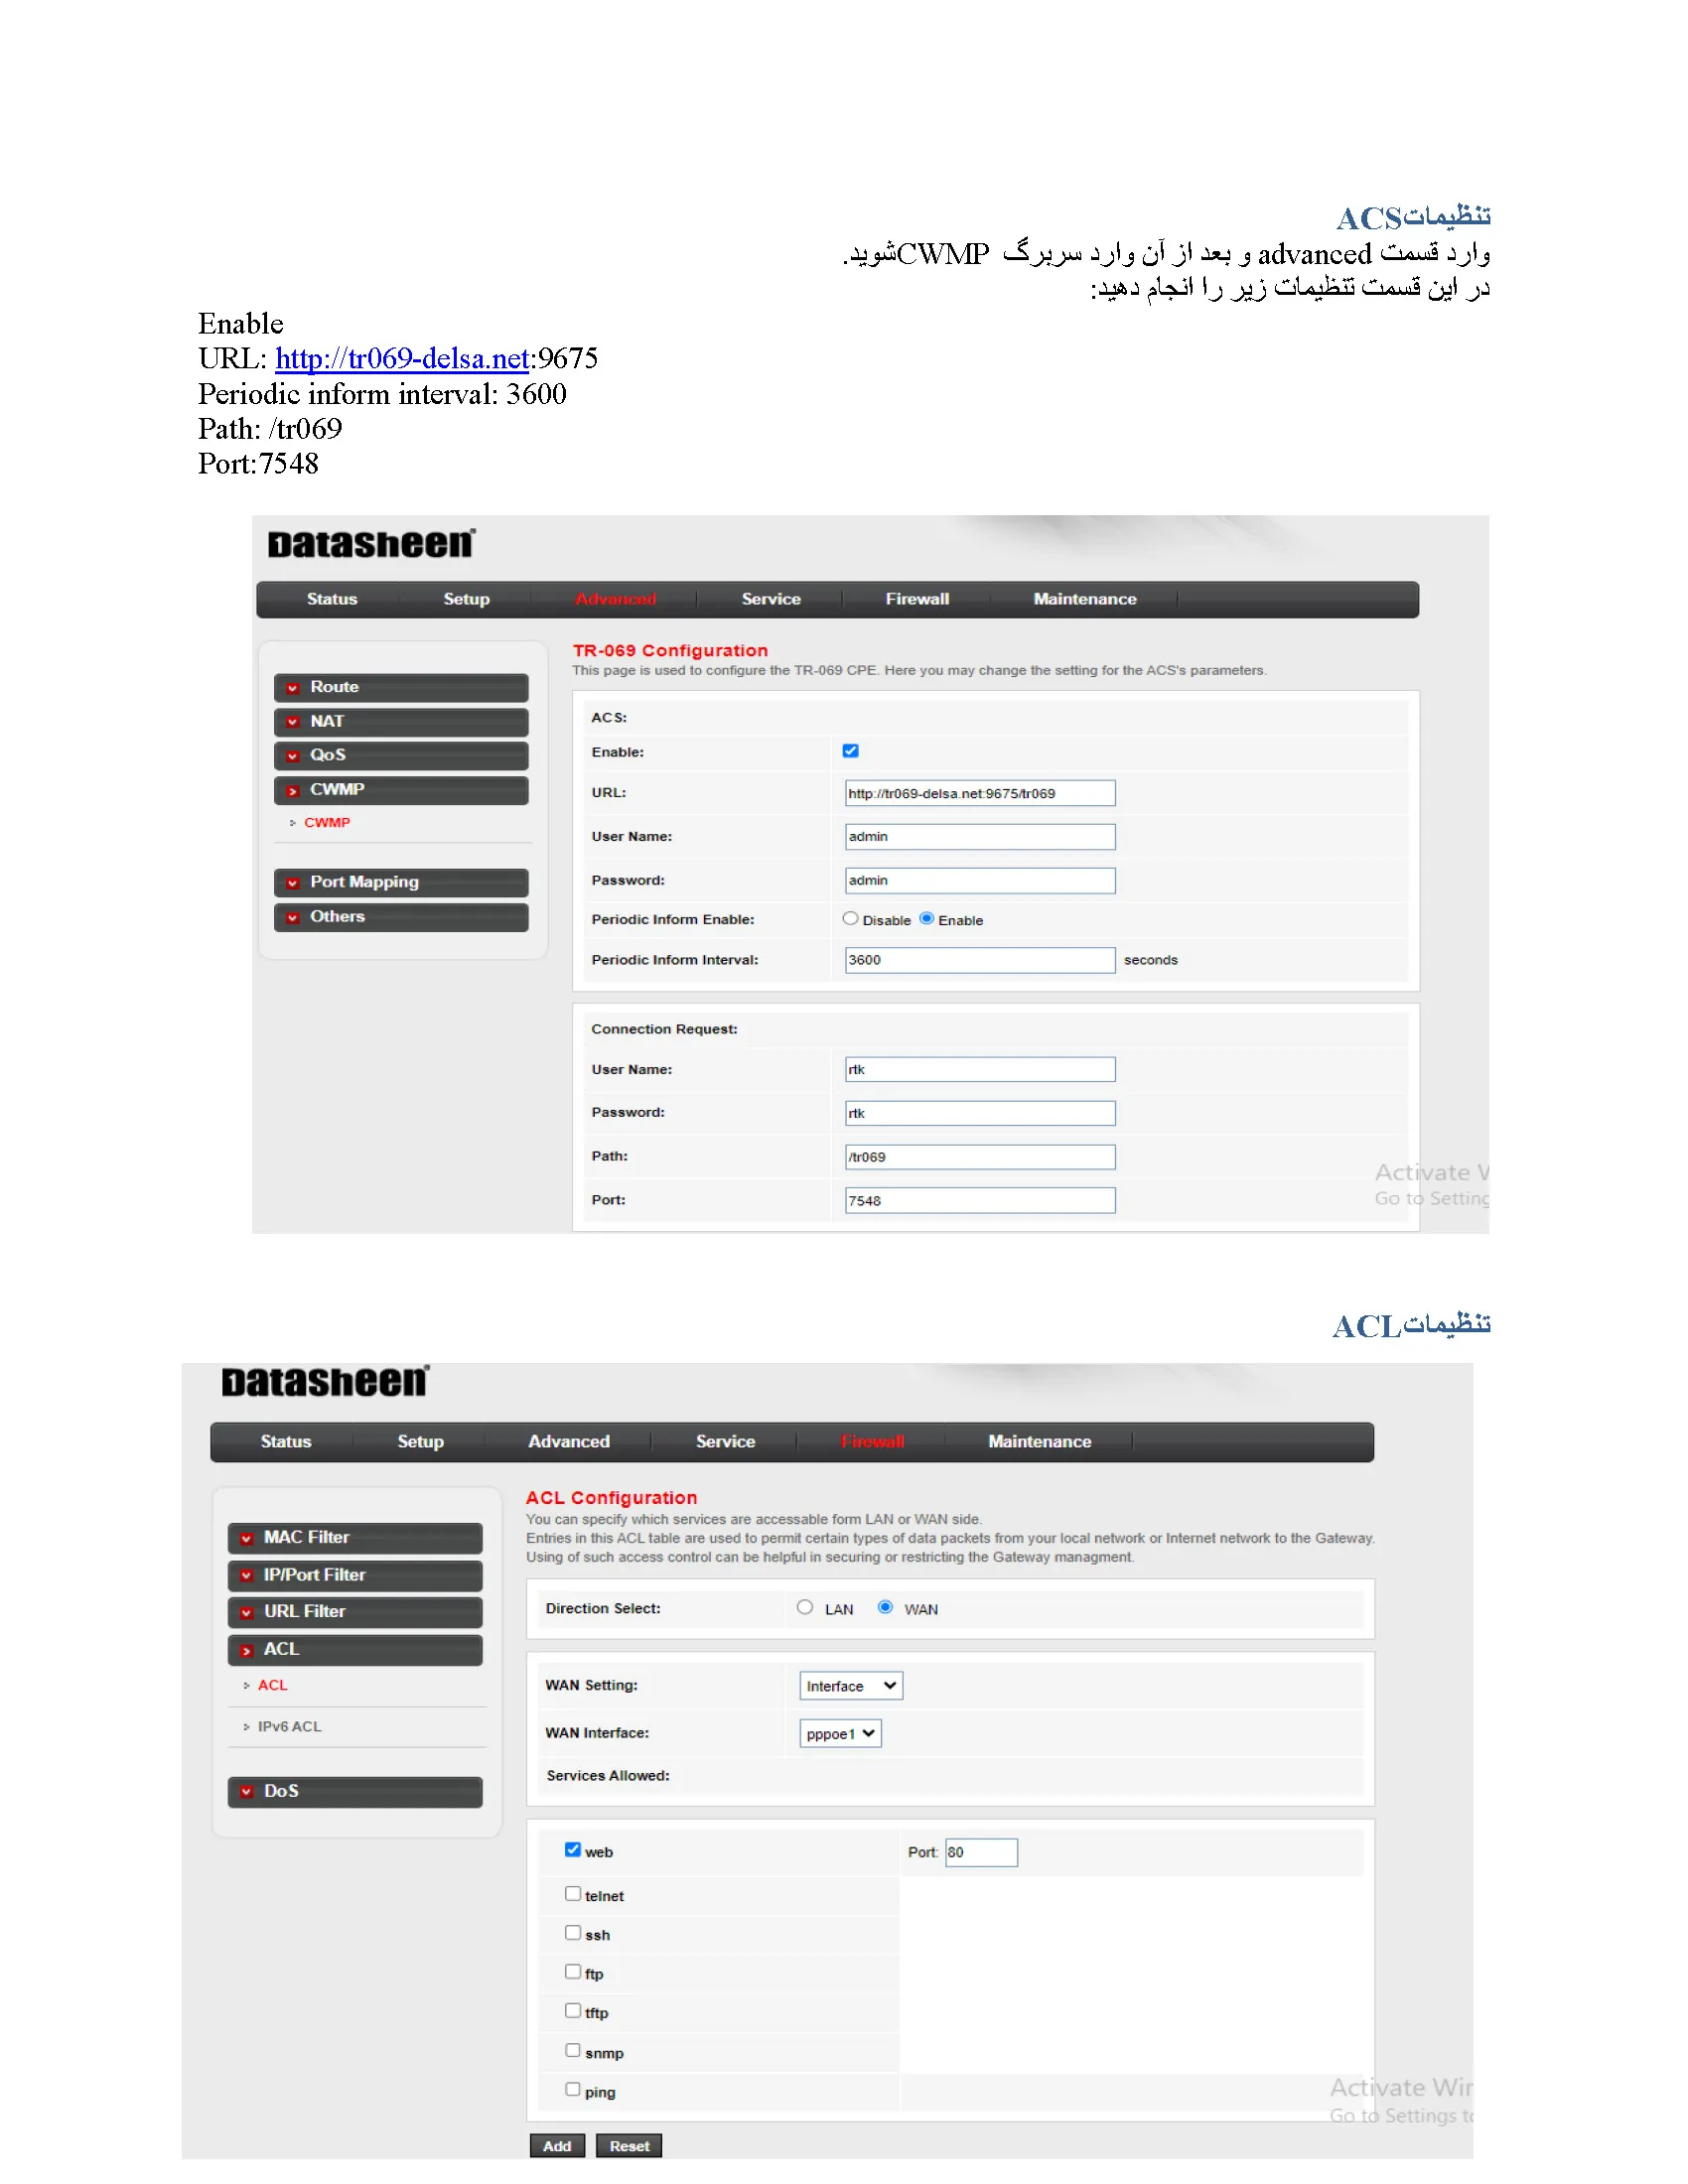 تنظیماتACS
وارد قسمت advanced و بعد از آن وارد سربرگ CWMPشوید.
در این قسمت تنظیمات زیر را انجام دهید:
Enable
URL: http://tr069-delsa.net:9675
Periodic inform interval: 3600
Path: /tr069
Port:7548
Datasheen
Status Setup Advanced Service Firewall Maintenance
Route
NAT
QoS
CWMP
CWMP
Port Mapping
Others
TR-069 Configuration
This page is used to configure the TR-069 CPE. Here you may change the setting for the ACS's parameters.
ACS:
Enable:
URL: http://tr069-delsa.net:9675/tr069
User Name: admin
Password: admin
Periodic Inform Enable: Disable Enable
Periodic Inform Interval: 3600 seconds
Connection Request:
User Name: rtk
Password: rtk
Path: /tr069
Port: 7548
Activate
Go to Setting
تنظیماتACL
Datasheen
Status Setup Advanced Service Firewall Maintenance
MAC Filter
IP/Port Filter
URL Filter
ACL
ACL
IPv6 ACL
DoS
ACL Configuration
You can specify which services are accessable form LAN or WAN side.
Entries in this ACL table are used to permit certain types of data packets from your local network or Internet network to the Gateway.
Using of such access control can be helpful in securing or restricting the Gateway managment.
Direction Select: LAN WAN
WAN Setting: Interface
WAN Interface: pppoe1
Services Allowed:
web Port: 80
telnet
ssh
ftp
tftp
snmp
ping
Activate Win
Go to Settings to
Add Reset